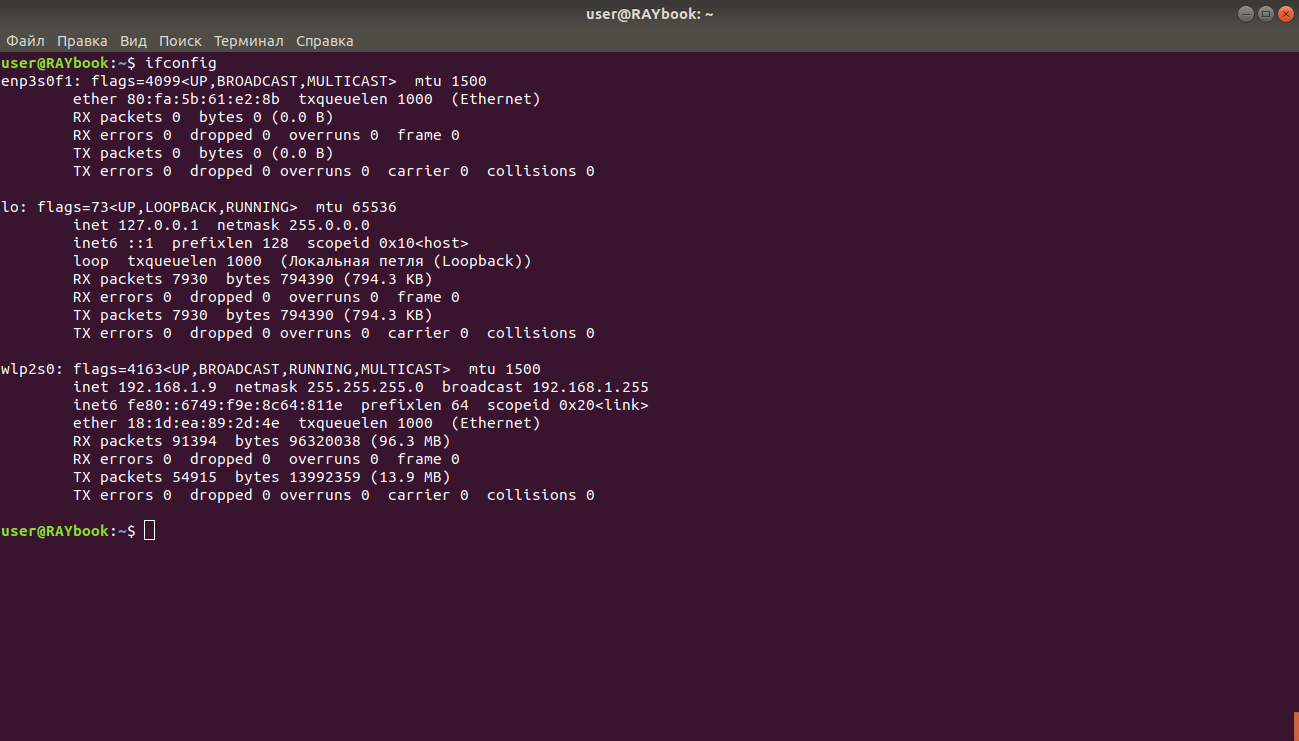 user@RAYbook: ~
Файл Правка Вид Поиск Терминал Справка
user@RAYbook:~$ ifconfig
enp3s0f1: flags=4099<UP,BROADCAST,MULTICAST>  mtu 1500
        ether 80:fa:5b:61:e2:8b  txqueuelen 1000  (Ethernet)
        RX packets 0  bytes 0 (0.0 B)
        RX errors 0  dropped 0  overruns 0  frame 0
        TX packets 0  bytes 0 (0.0 B)
        TX errors 0  dropped 0 overruns 0  carrier 0  collisions 0

lo: flags=73<UP,LOOPBACK,RUNNING>  mtu 65536
        inet 127.0.0.1  netmask 255.0.0.0
        inet6 ::1  prefixlen 128  scopeid 0x10<host>
        loop  txqueuelen 1000  (Локальная петля (Loopback))
        RX packets 7930  bytes 794390 (794.3 KB)
        RX errors 0  dropped 0  overruns 0  frame 0
        TX packets 7930  bytes 794390 (794.3 KB)
        TX errors 0  dropped 0 overruns 0  carrier 0  collisions 0

wlp2s0: flags=4163<UP,BROADCAST,RUNNING,MULTICAST>  mtu 1500
        inet 192.168.1.9  netmask 255.255.255.0  broadcast 192.168.1.255
        inet6 fe80::6749:f9e:8c64:811e  prefixlen 64  scopeid 0x20<link>
        ether 18:1d:ea:89:2d:4e  txqueuelen 1000  (Ethernet)
        RX packets 91394  bytes 96320038 (96.3 MB)
        RX errors 0  dropped 0  overruns 0  frame 0
        TX packets 54915  bytes 13992359 (13.9 MB)
        TX errors 0  dropped 0 overruns 0  carrier 0  collisions 0

user@RAYbook:~$